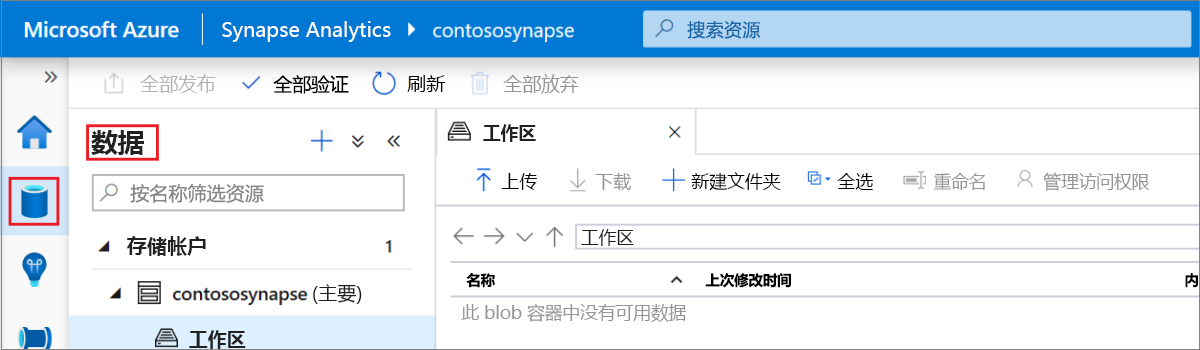 Microsoft Azure Synapse Analytics contososynapse 搜索资源
全部发布 全部验证 刷新 全部放弃
数据
按名称筛选资源
存储帐户 1
contososynapse (主要)
工作区
工作区
上传 下载 新建文件夹 全选 重命名 管理访问权限
工作区
名称 上次修改时间 内
此 blob 容器中没有可用数据